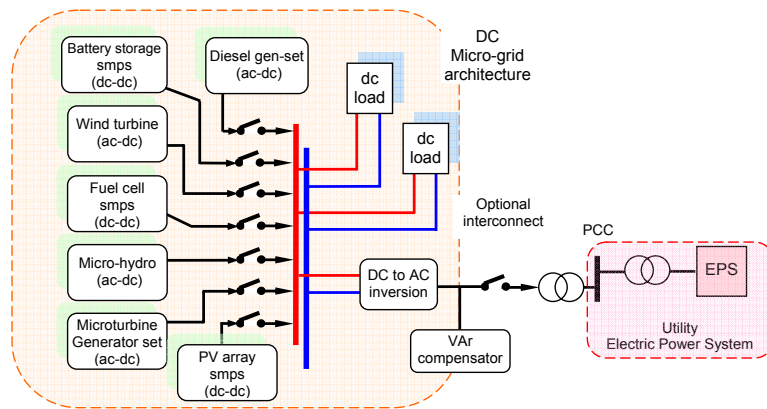 Battery storage
smps
(dc-dc)
Diesel gen-set
(ac-dc)
dc
load
DC
Micro-grid
architecture
Wind turbine
(ac-dc)
dc
load
Fuel cell
smps
(dc-dc)
Optional
interconnect
PCC
Micro-hydro
(ac-dc)
DC to AC
inversion
EPS
Microturbine
Generator set
(ac-dc)
PV array
smps
(dc-dc)
VAr
compensator
Utility
Electric Power System